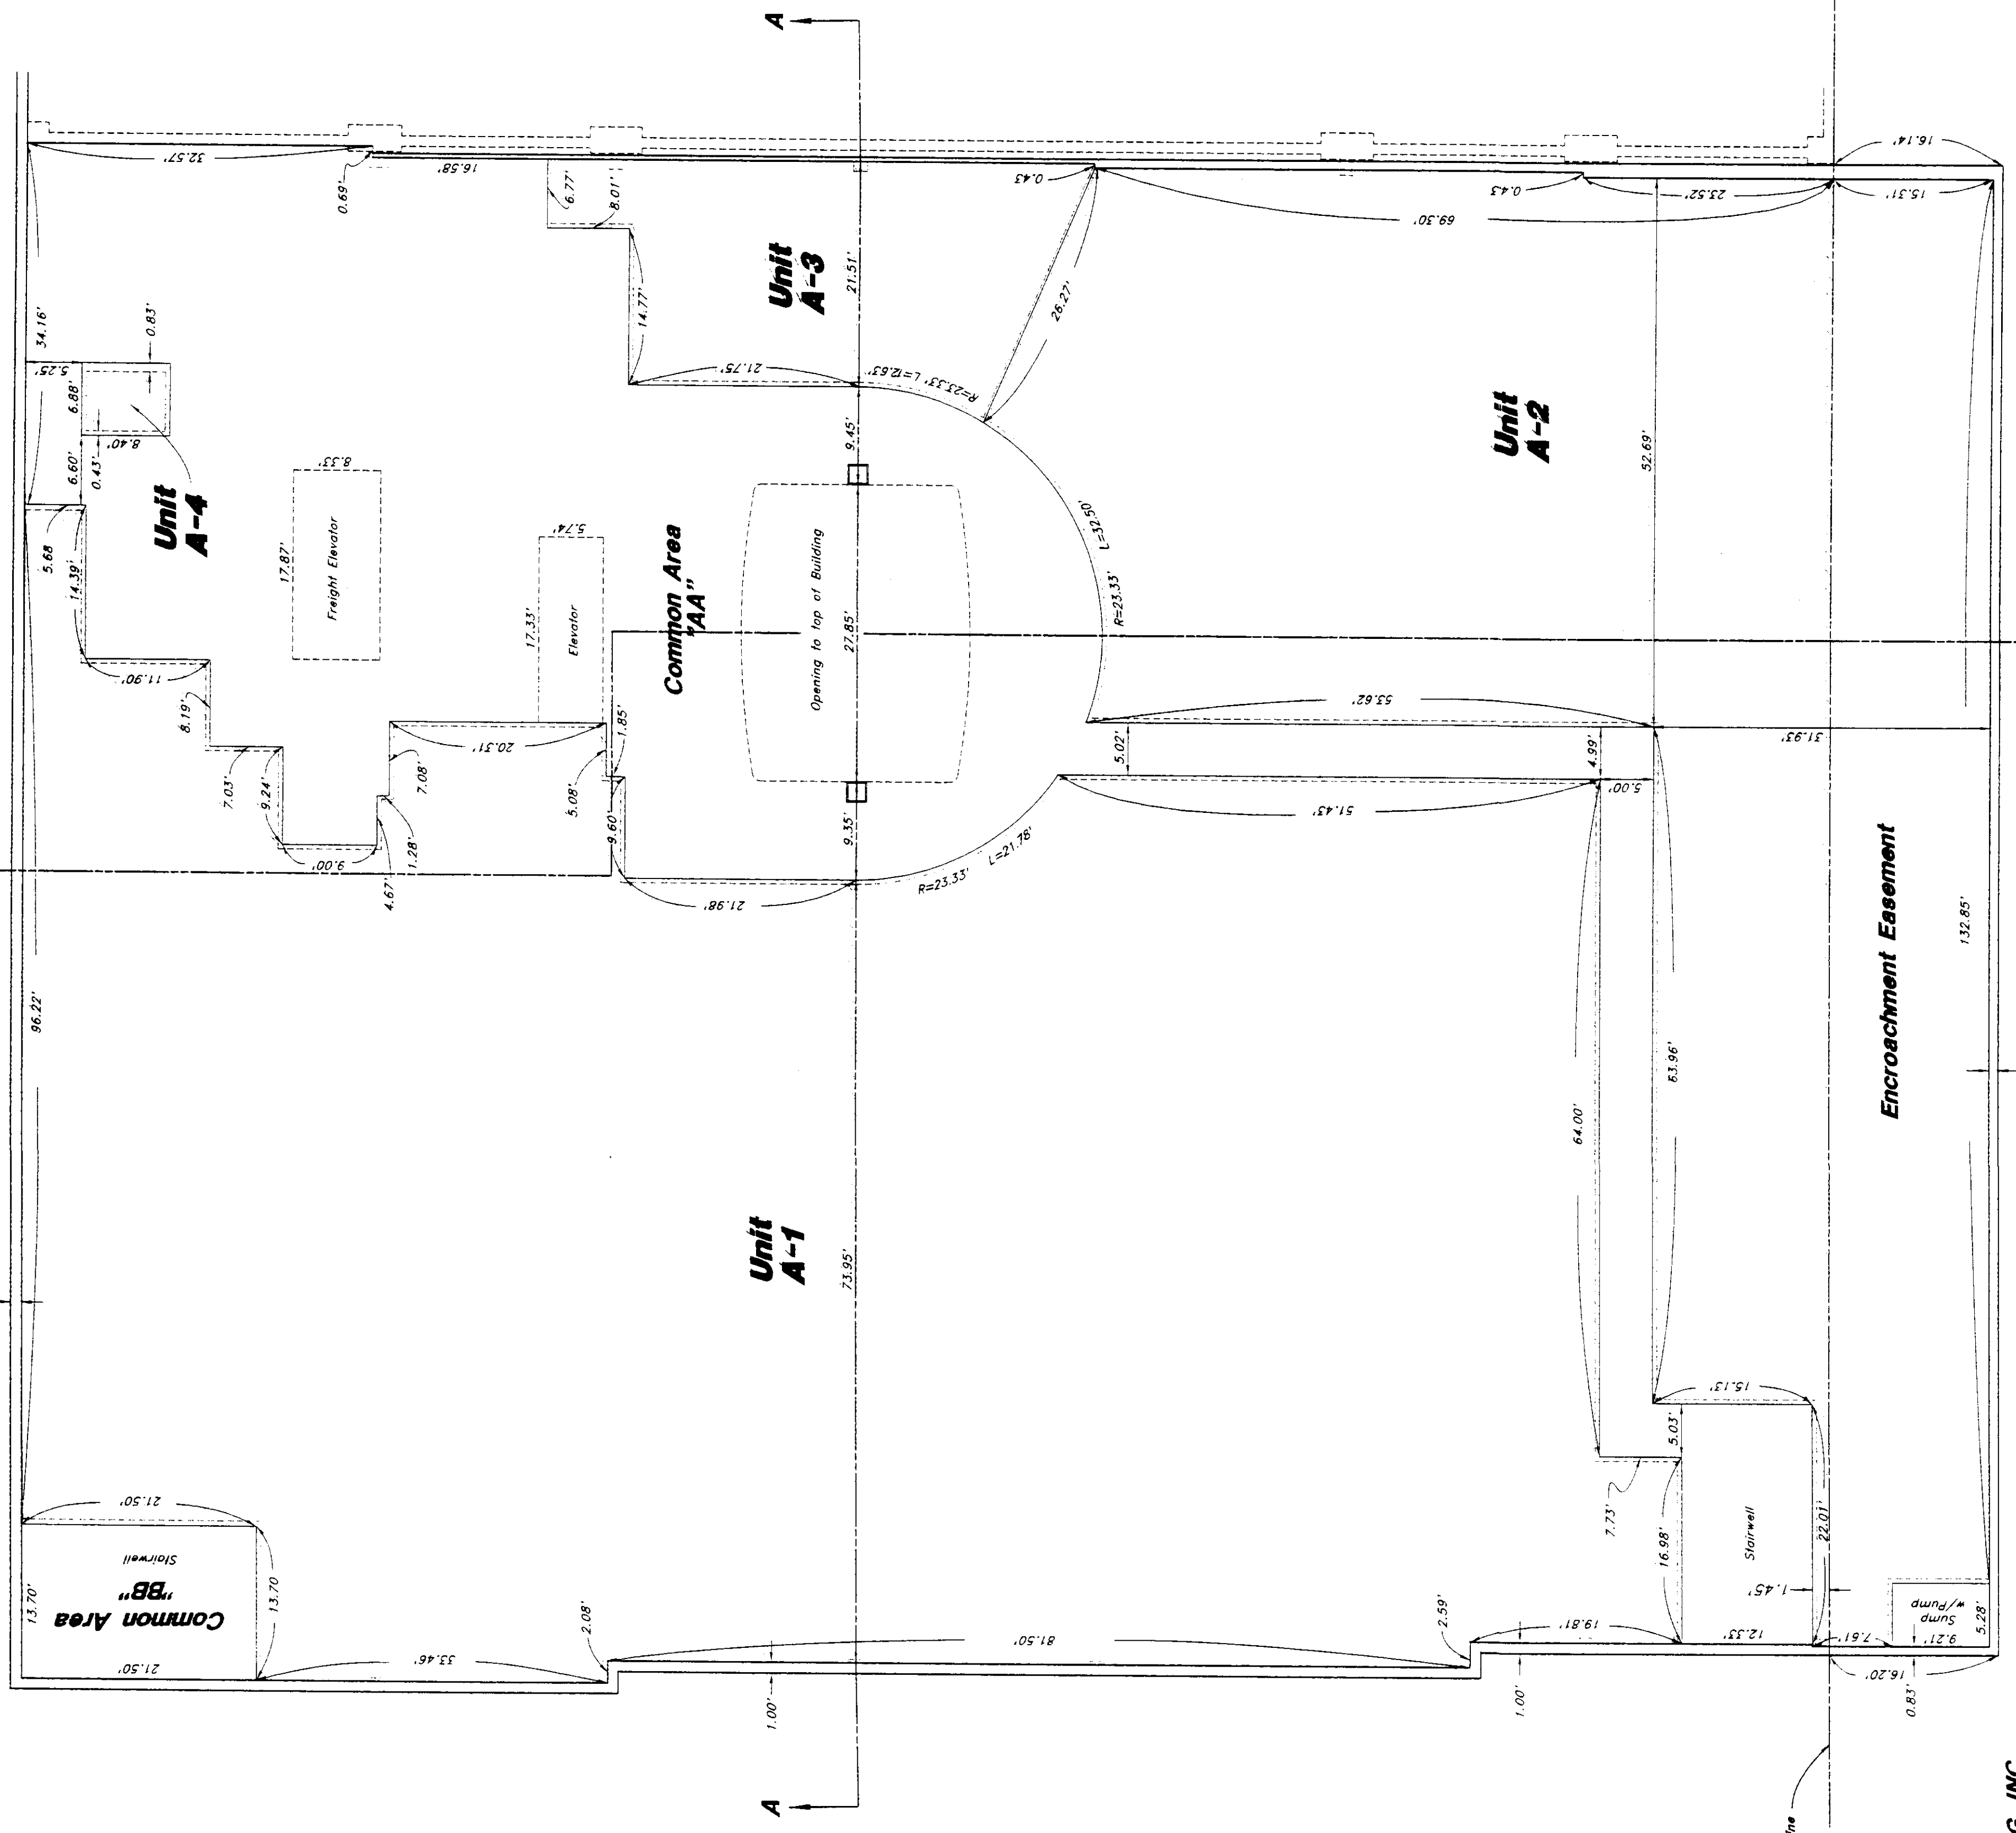 A
32.57'
0.69'
16.58'
6.77'
8.01'
0.43
0.43
23.52'
69.30'
16.14'
15.31'
34.16'
0.83'
5.25'
6.88'
8.40'
6.60'
0.43'
Unit
A-4
5.68
14.39'
11.90'
8.19'
7.03'
9.24'
9.00'
4.67'
1.28'
7.08'
20.31'
17.87'
8.33'
Freight Elevator
17.33'
5.74'
Elevator
5.08'
1.85'
9.60'
14.77'
Unit
A-3
21.51'
21.75'
R=23.33' L=12.63'
26.27'
9.45'
Common Area
"AA"
Opening to top of Building
27.85'
9.35'
21.98'
R=23.33'
L=21.78'
R=23.33'
L=32.50'
Unit
A-2
52.69'
53.62'
5.02'
4.99'
5.00'
51.43'
31.93'
96.22'
Unit
A-1
73.95'
64.00'
63.96'
Encroachment Easement
132.85'
21.50'
Stairwell
Common Area
"BB"
13.70'
13.70
21.50'
33.46'
2.08'
81.50'
1.00'
2.59'
1.00'
19.81'
7.73'
16.98'
5.03'
15.13'
Stairwell
22.01'
1.45'
12.33'
7.61'
Sump
w/Pump
9.21'
5.28'
16.20'
0.83'
A
INC